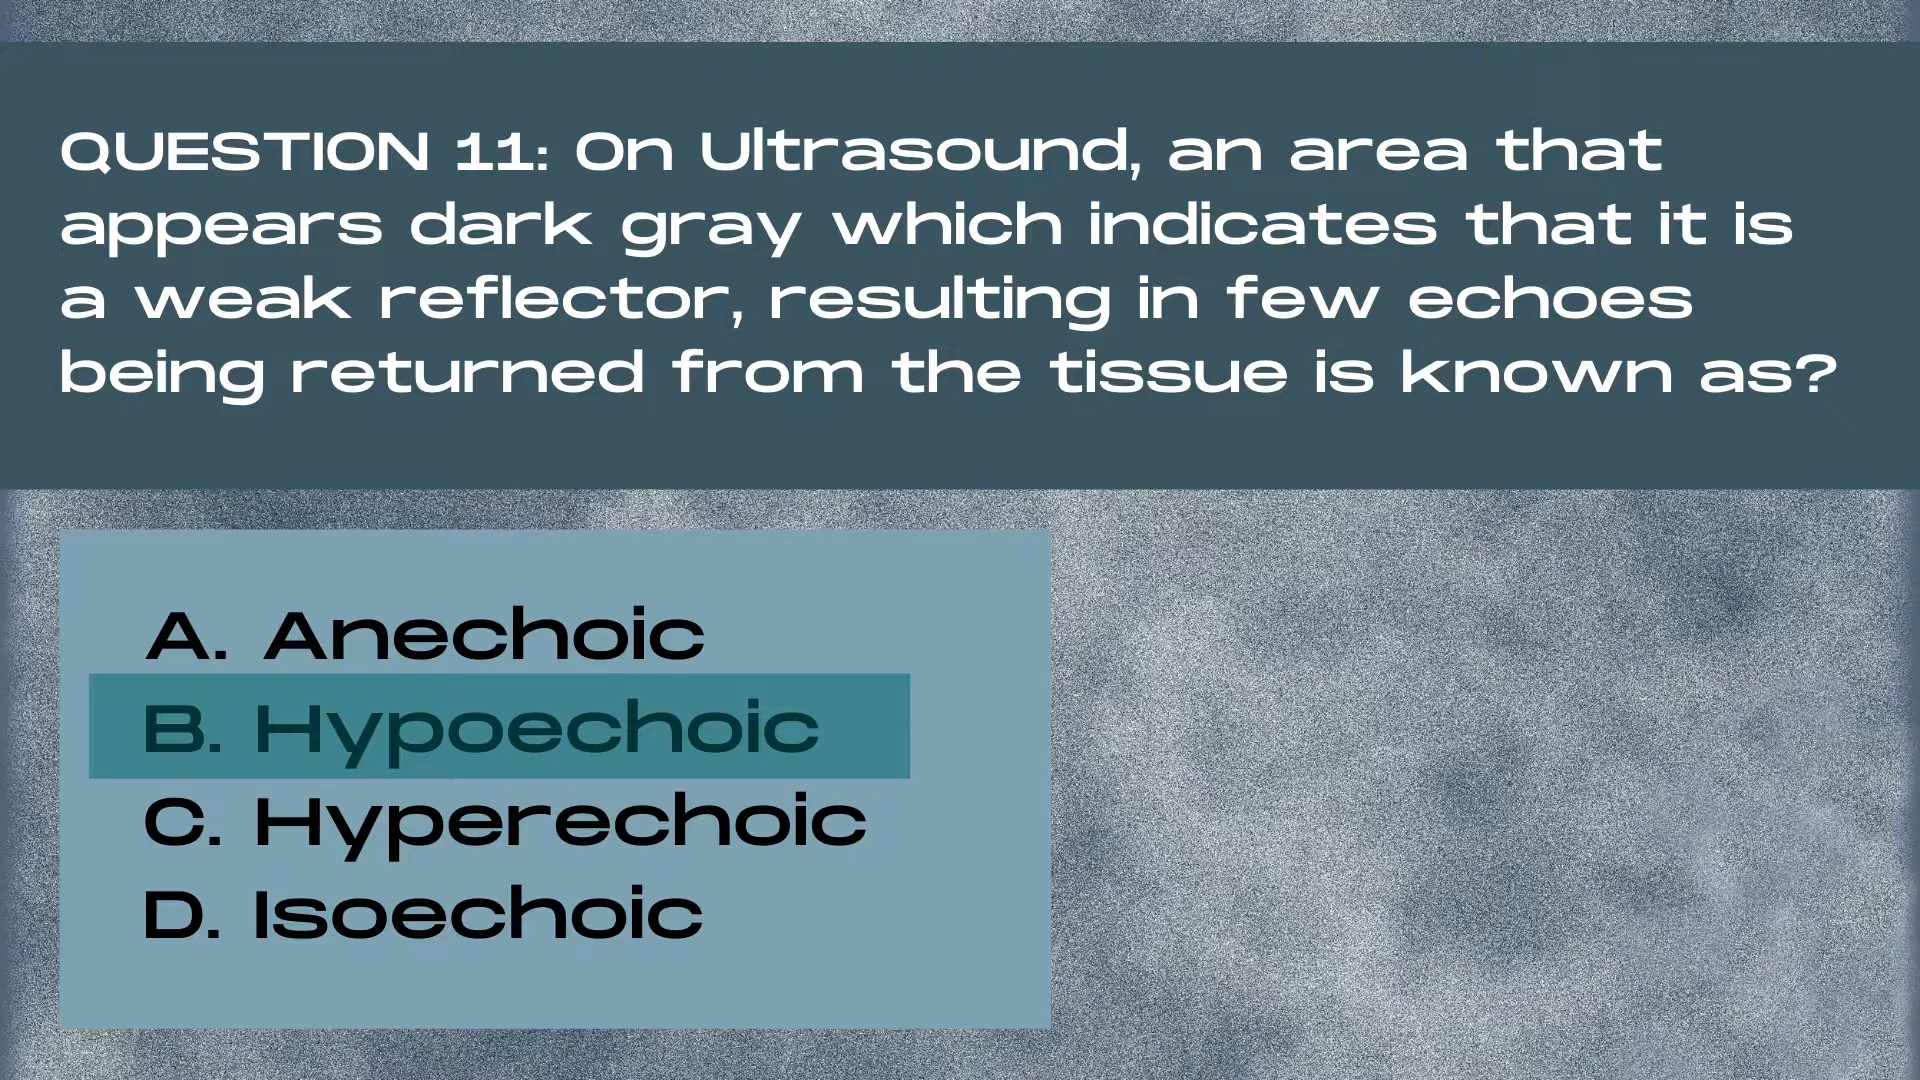 QUESTION 11: On Ultrasound, an area that
appears dark gray which indicates that it is
a weak reflector, resulting in few echoes
being returned from the tissue is known as?
A. Anechoic
B. Hypoechoic
C. Hyperechoic
D. Isoechoic